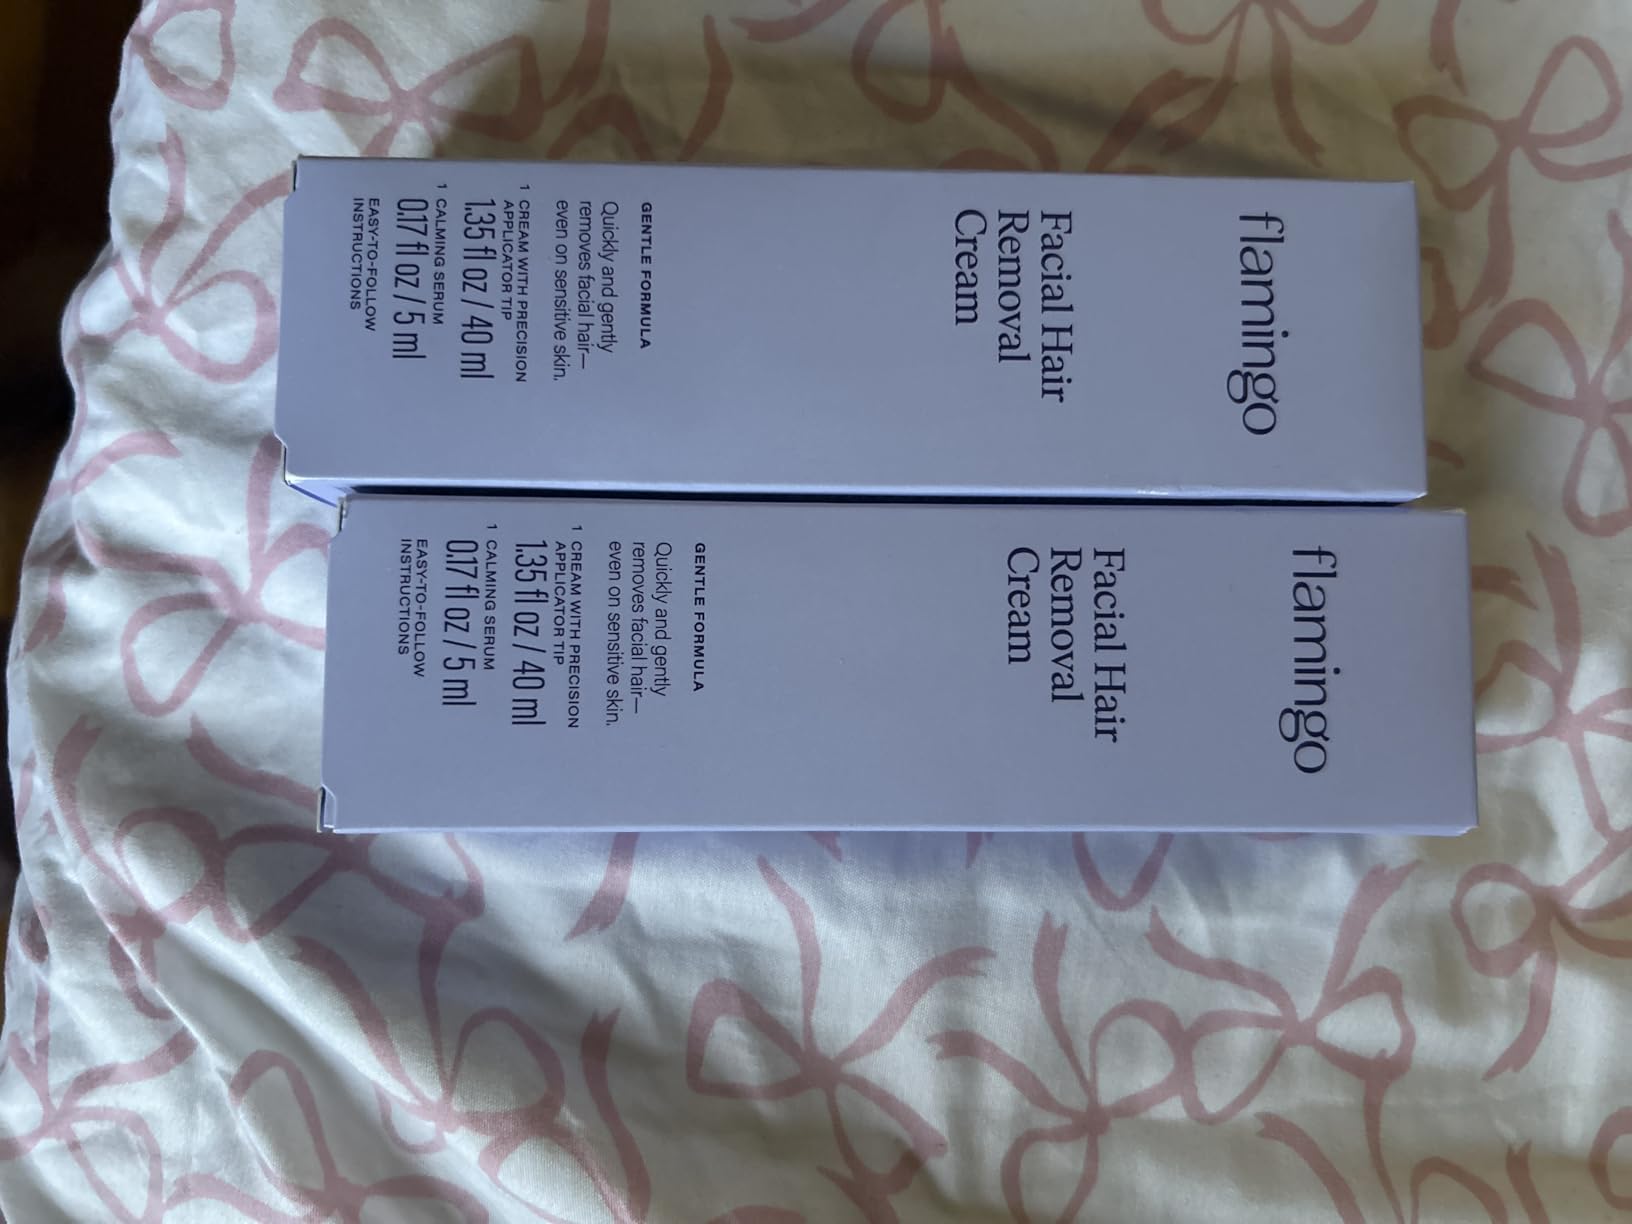 flamingo
Facial Hair
Removal
Cream
GENTLE FORMULA
Quickly and gently
removes facial hair—
even on sensitive skin.
1 CREAM WITH PRECISION
APPLICATOR TIP
1.35 fl oz / 40 ml
1 CALMING SERUM
0.17 fl oz / 5 ml
EASY-TO-FOLLOW
INSTRUCTIONS
flamingo
Facial Hair
Removal
Cream
GENTLE FORMULA
Quickly and gently
removes facial hair—
even on sensitive skin.
1 CREAM WITH PRECISION
APPLICATOR TIP
1.35 fl oz / 40 ml
1 CALMING SERUM
0.17 fl oz / 5 ml
EASY-TO-FOLLOW
INSTRUCTIONS